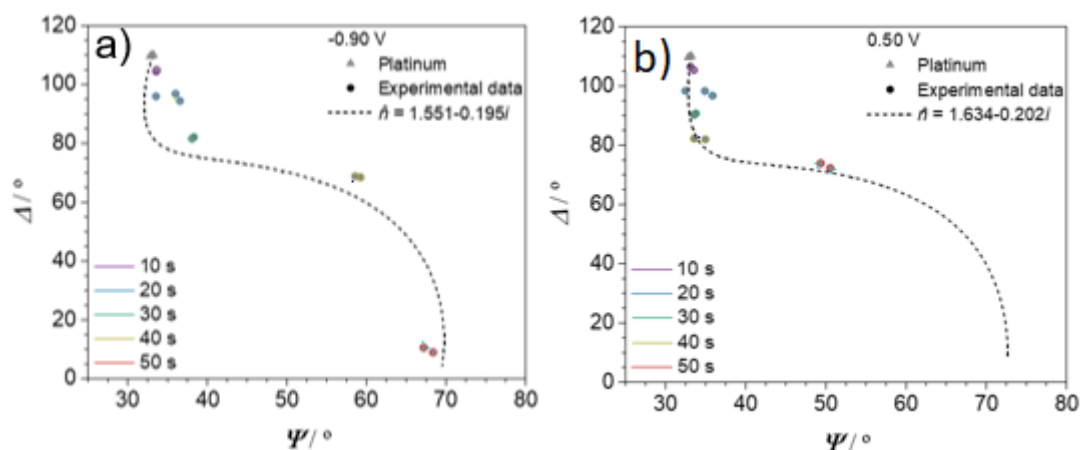 a)
-0.90 V
Platinum
Experimental data
n̂ = 1.551-0.195i
10 s
20 s
30 s
40 s
50 s
Δ/ °
0
20
40
60
80
100
120
30
40
50
60
70
80
Ψ/ °
b)
0.50 V
Platinum
Experimental data
n̂ = 1.634-0.202i
10 s
20 s
30 s
40 s
50 s
Δ/ °
0
20
40
60
80
100
120
30
40
50
60
70
80
Ψ/ °